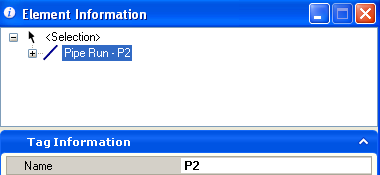 Element Information
<Selection>
Pipe Run - P2
Tag Information
Name P2